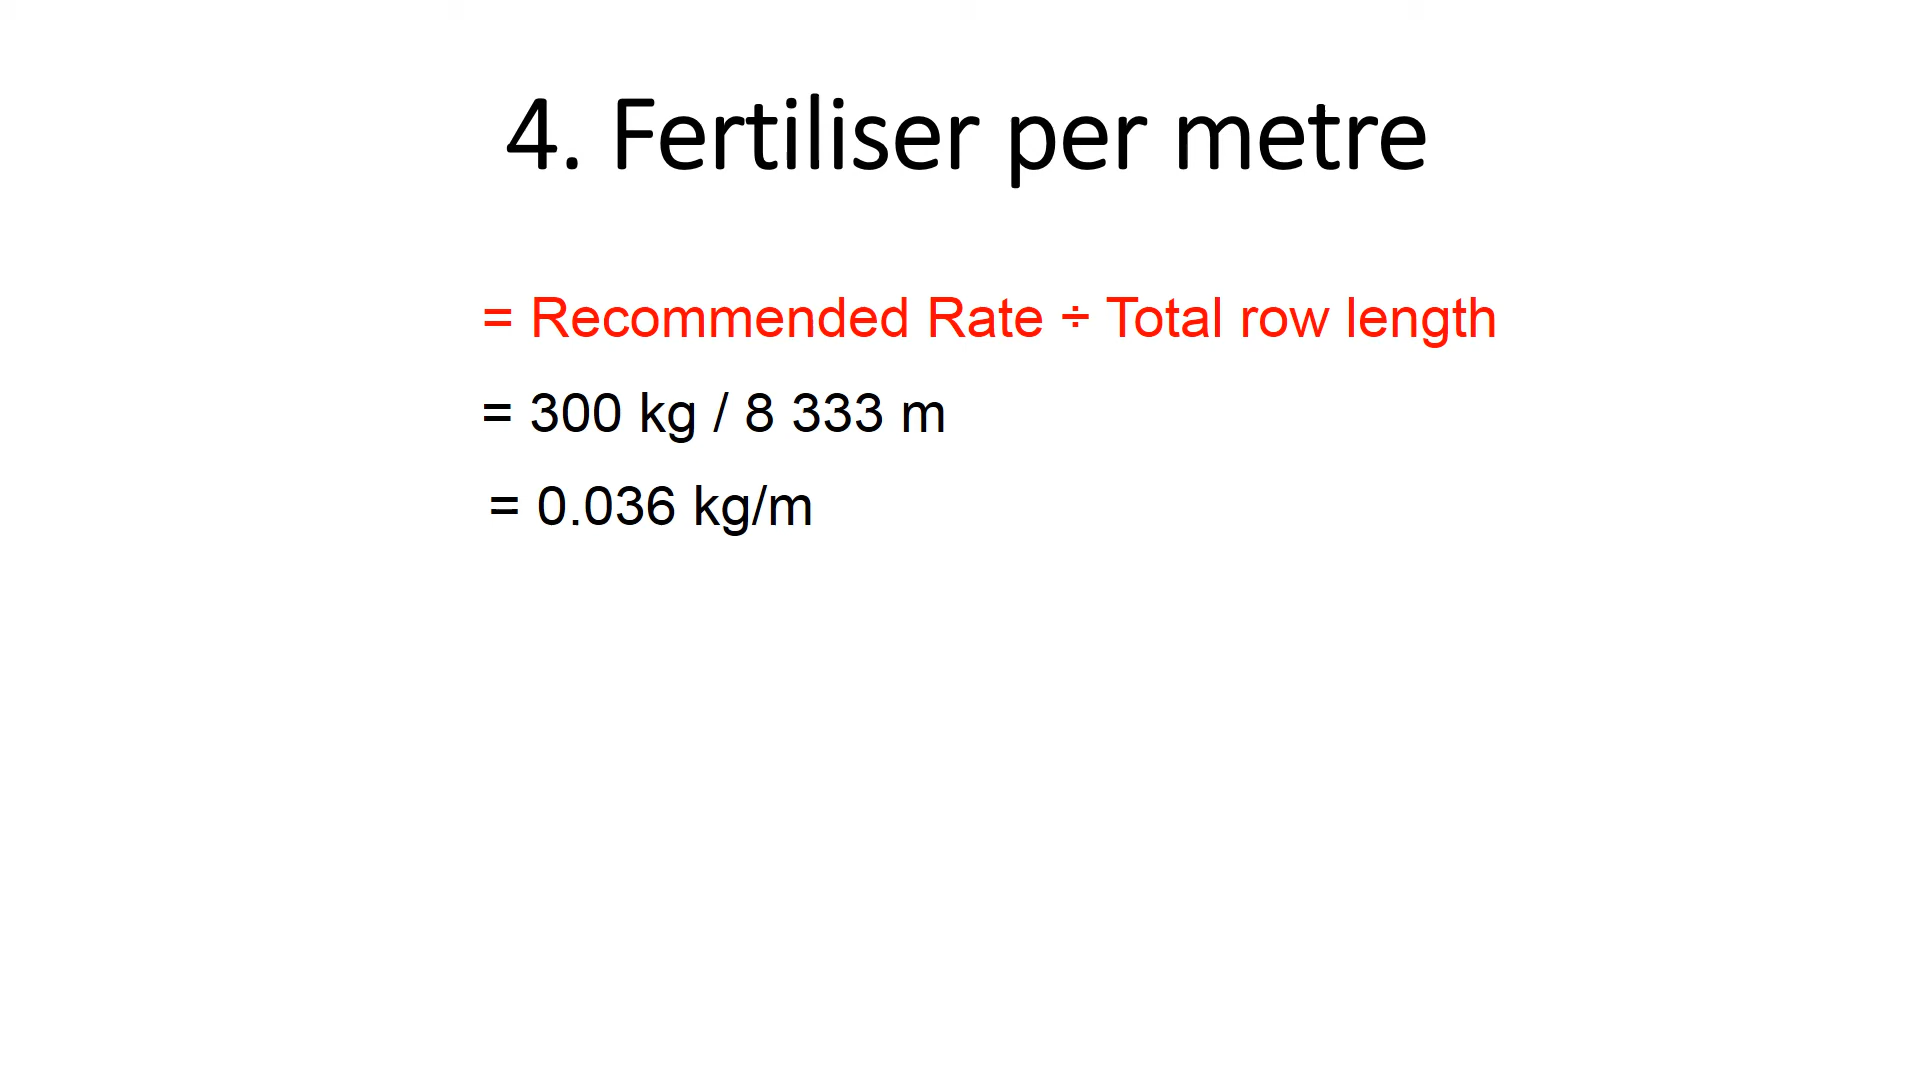 4. Fertiliser per metre
= Recommended Rate ÷ Total row length
= 300 kg / 8 333 m
= 0.036 kg/m